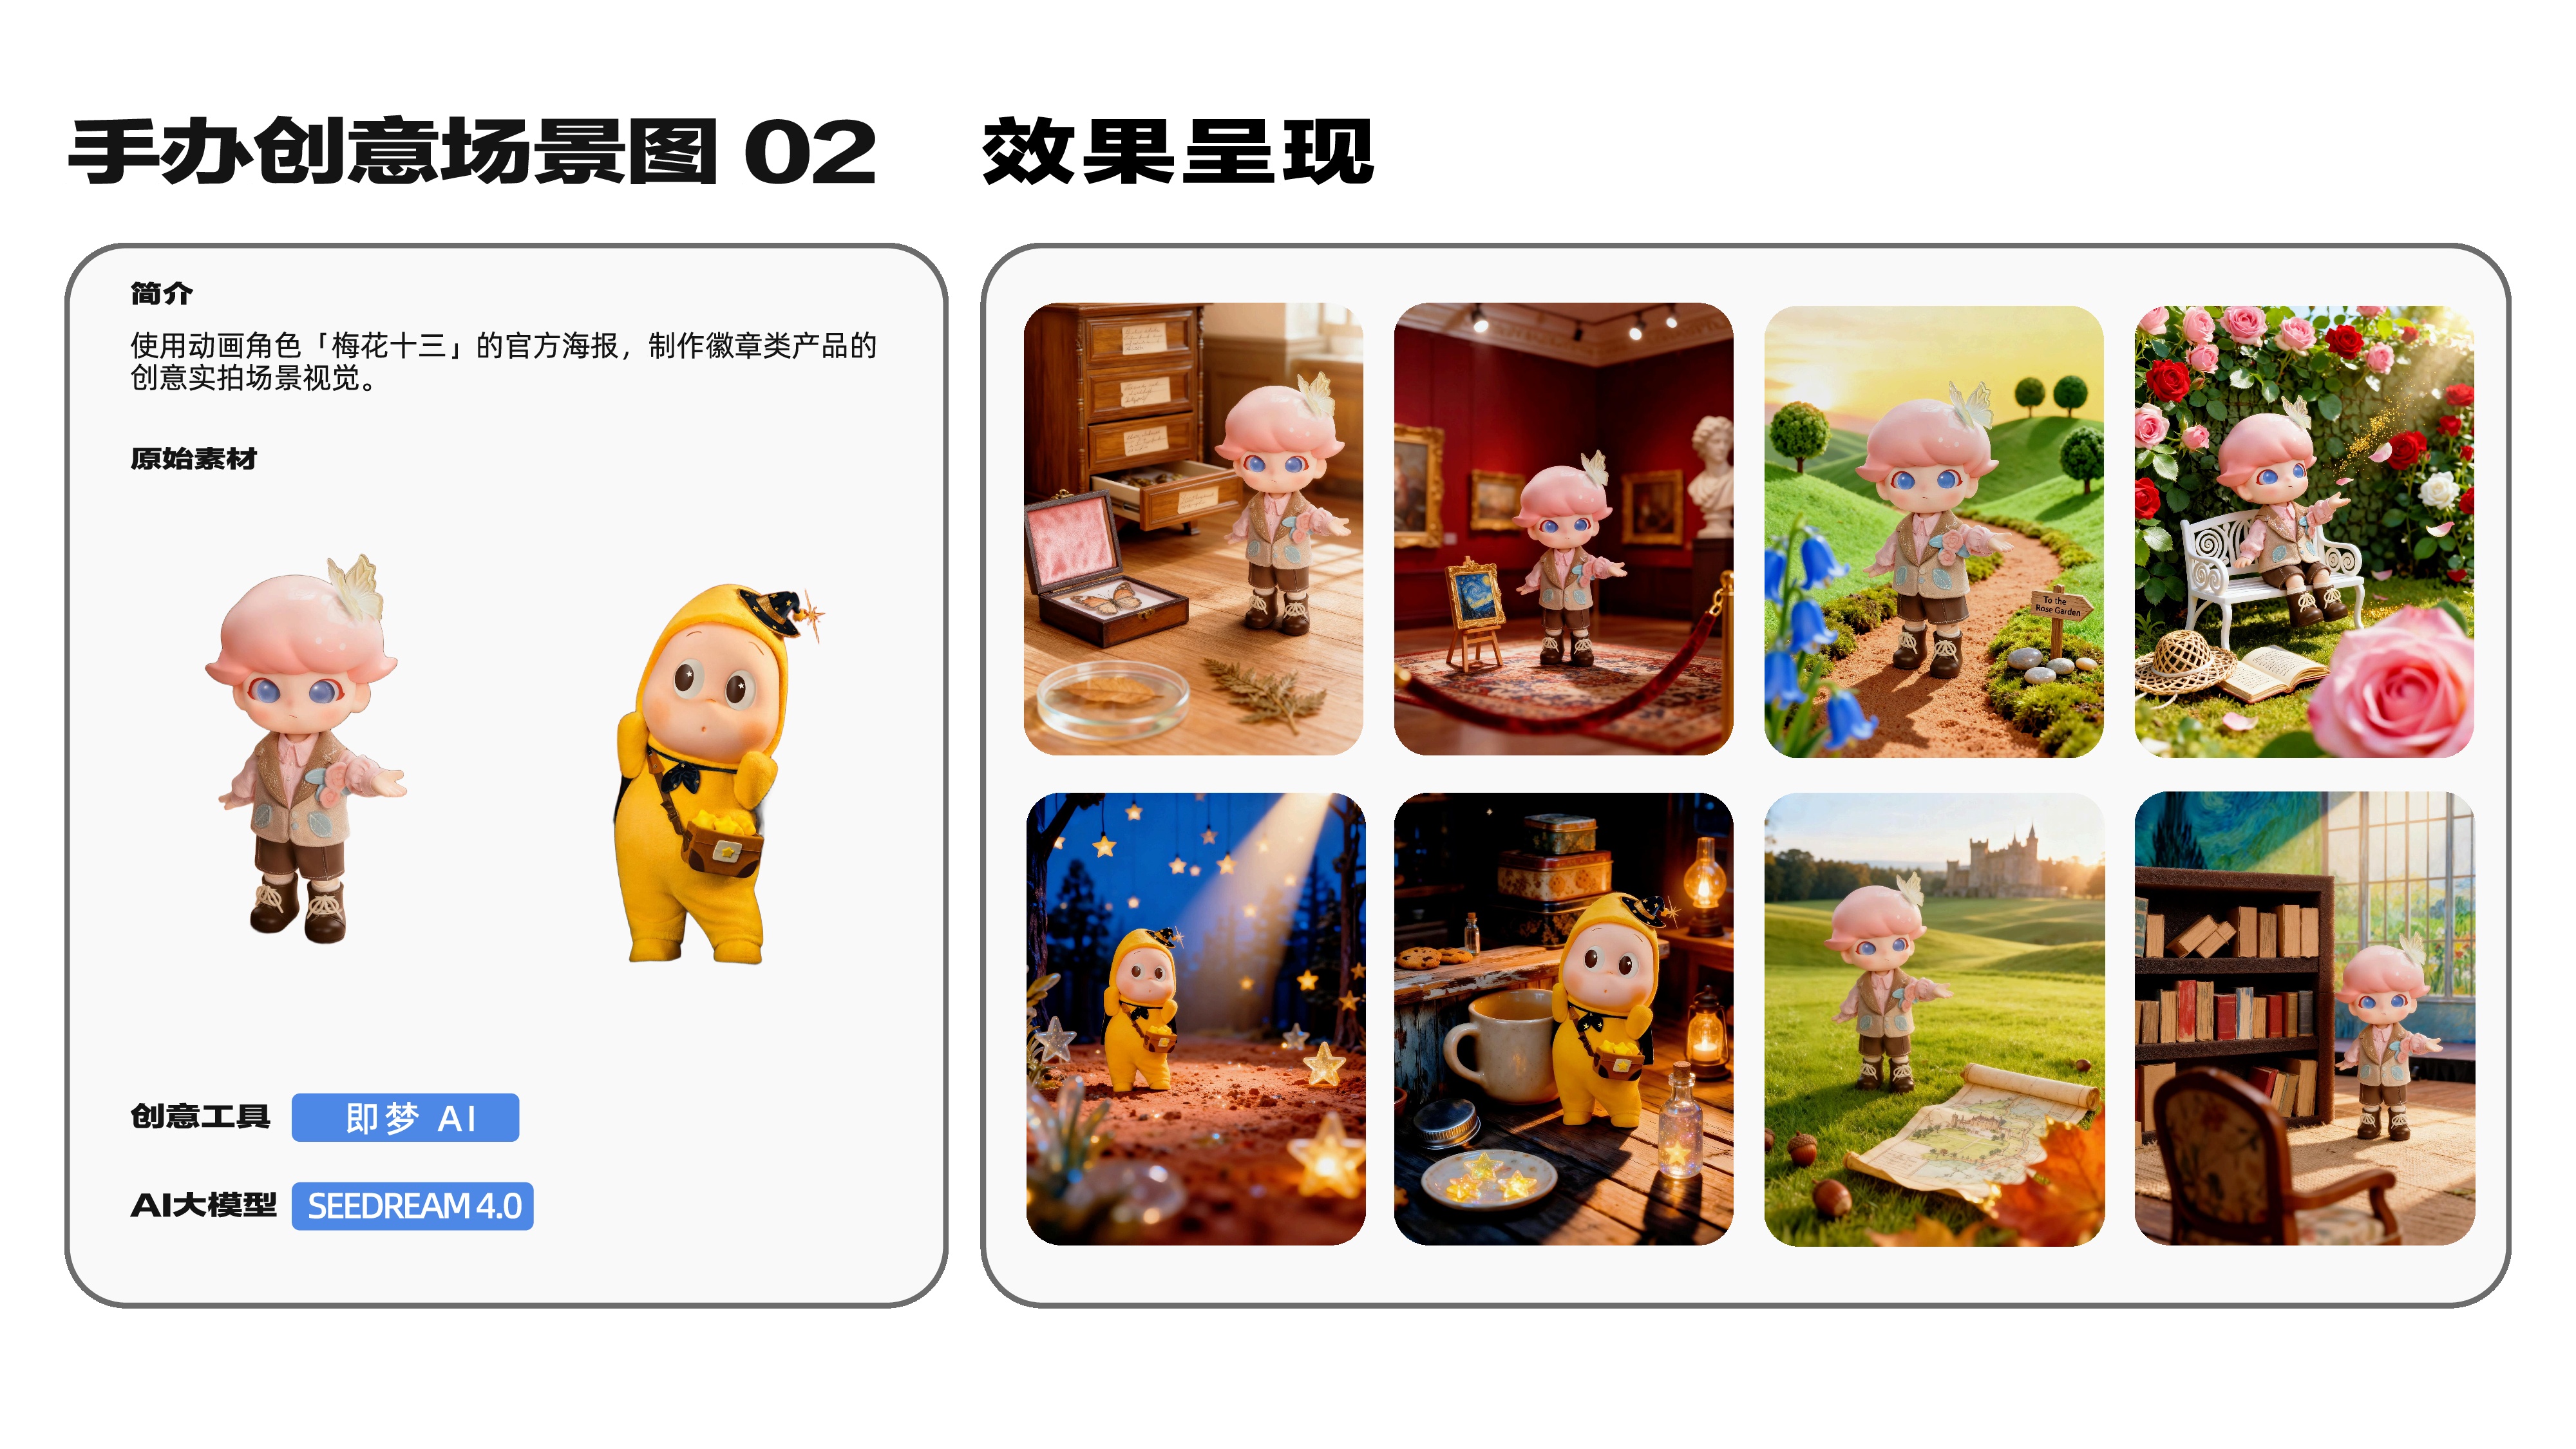 手办创意场景图 02
效果呈现
简介
使用动画角色「梅花十三」的官方海报，制作徽章类产品的
创意实拍场景视觉。
原始素材
创意工具 即梦 AI
AI大模型 SEEDREAM 4.0
To the
Rose Garden